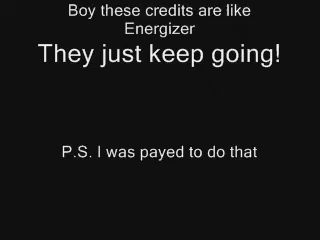 Boy these credits are like
Energizer
They just keep going!
P.S. I was payed to do that